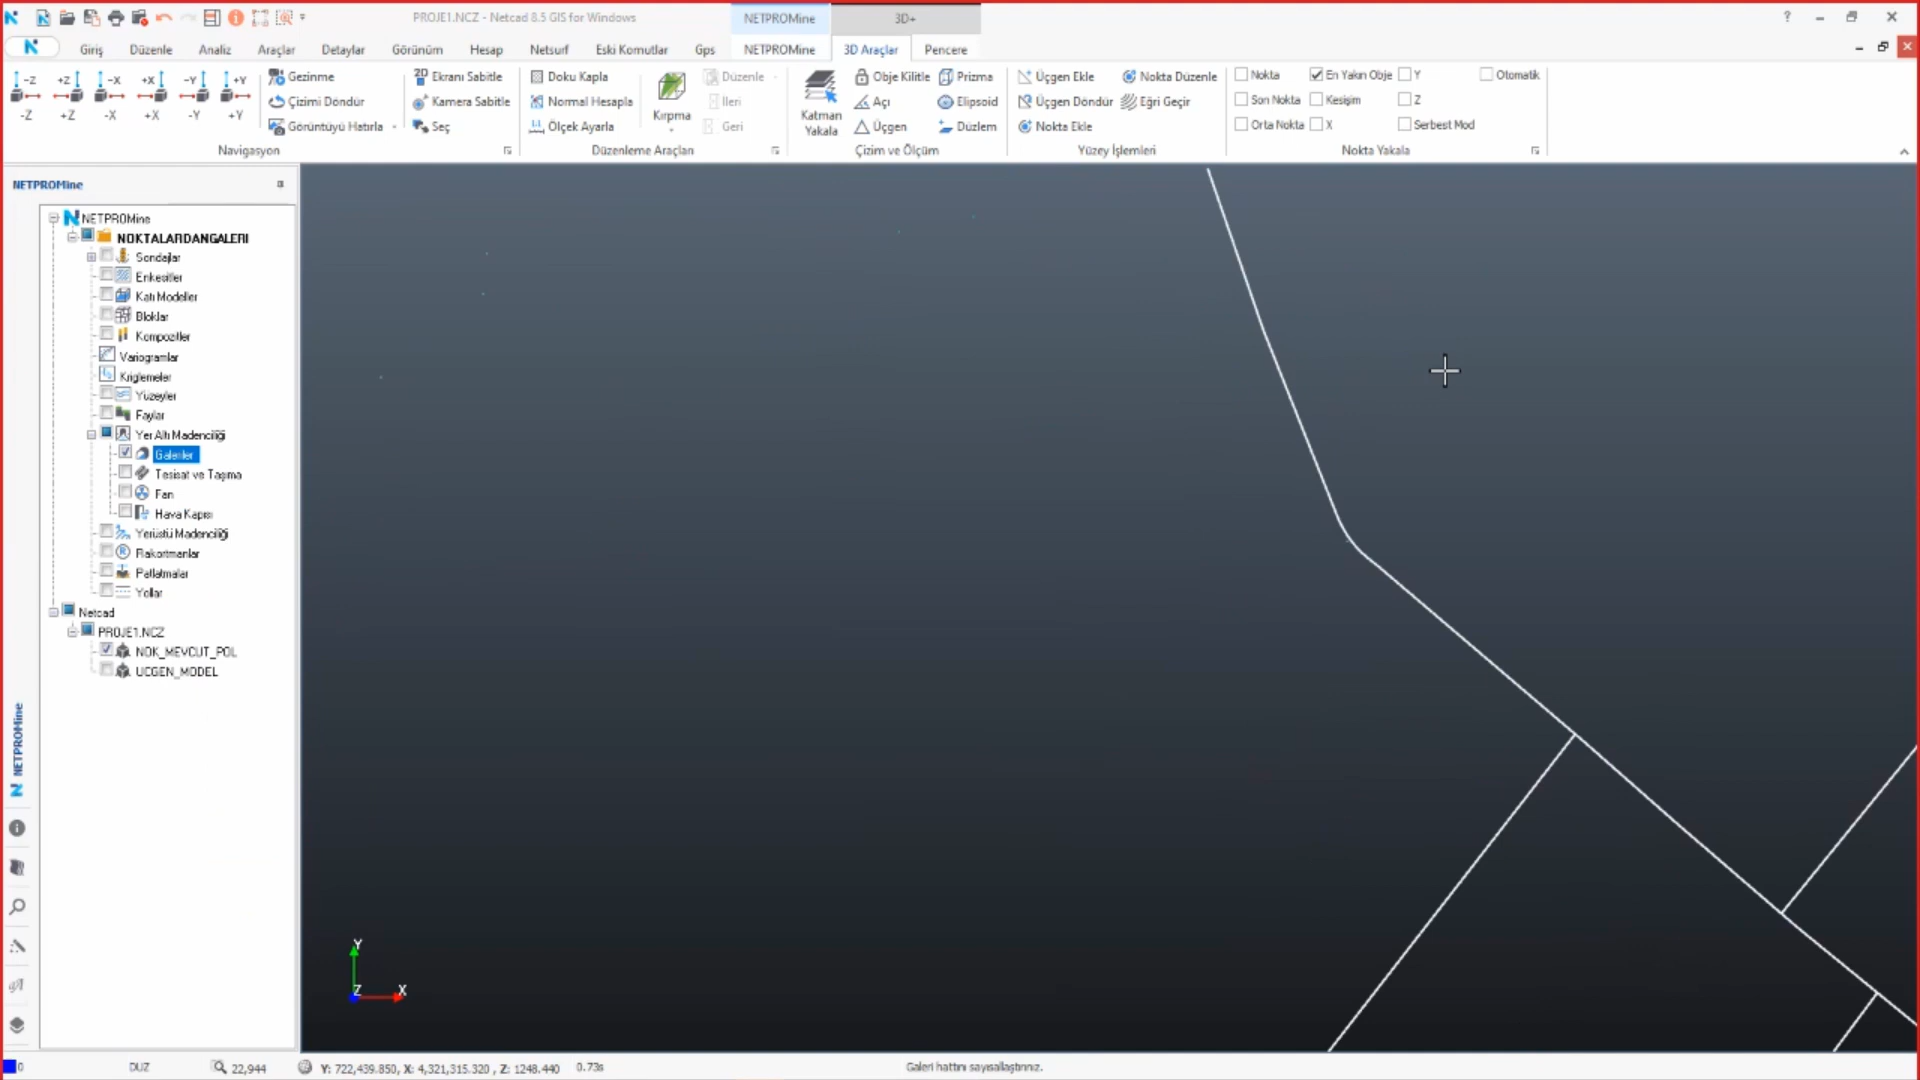 PROJE1.NCZ - Netcad 8.5 GIS for Windows
NETPROMine
3D+
Giriş
Düzenle
Analiz
Araçlar
Detaylar
Görünüm
Hesap
Netsurf
Eski Komutlar
Gps
NETPROMine
3D Araçlar
Pencere
-Z
+Z
-X
+X
-Y
+Y
-Z
+Z
-X
+X
-Y
+Y
Gezinme
Çizimi Döndür
Görüntüyü Hatırla
2D Ekranı Sabitle
Kamera Sabitle
Seç
Navigasyon
Doku Kapla
Normal Hesapla
Ölçek Ayarla
Kırpma
Düzenle
İleri
Geri
Düzenleme Araçları
Katman Yakala
Obje Kilitle
Açı
Üçgen
Prizma
Elipsoid
Düzlem
Çizim ve Ölçüm
Üçgen Ekle
Üçgen Döndür
Nokta Ekle
Nokta Düzenle
Eğri Geçir
Yüzey İşlemleri
Nokta
Son Nokta
Orta Nokta
En Yakın Obje
Kesişim
X
Y
Z
Serbest Mod
Otomatik
Nokta Yakala
NETPROMine
NETPROMine
NOKTALARDANGALERI
Sondajlar
Enkesitler
Katı Modeller
Bloklar
Kompozitler
Variogramlar
Kriglemeler
Yüzeyler
Faylar
Yer Altı Madenciliği
Galeriler
Tesisat ve Taşıma
Fan
Hava Kapısı
Yerüstü Madenciliği
Rakortmanlar
Patlatmalar
Yollar
Netcad
PROJE1.NCZ
NOK_MEVCUT_POL
UCGEN_MODEL
NETPROMine
Y
Z
X
0
DUZ
22,944
Y: 722,439.850, X: 4,321,315.320 , Z: 1248.440
0.73s
Galeri hattını sayısallaştırınız.